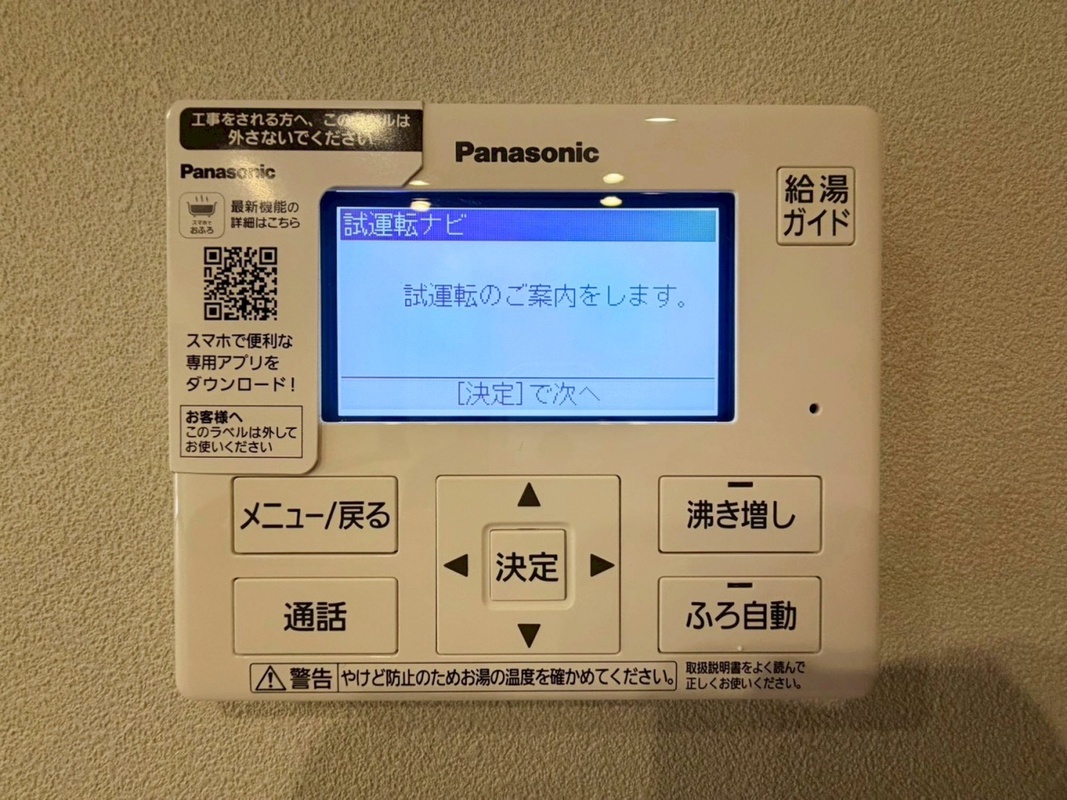 工事をされる方へ、このラベルは
外さないでください
Panasonic
スマホで
おふろ
最新機能の
詳細はこちら
スマホで便利な
専用アプリを
ダウンロード!
お客様へ
このラベルは外して
お使いください
Panasonic
給湯
ガイド
試運転ナビ
試運転のご案内をします。
[決定]で次へ
メニュー/戻る
通話
決定
沸き増し
ふろ自動
警告 やけど防止のためお湯の温度を確かめてください。
取扱説明書をよく読んで
正しくお使いください。